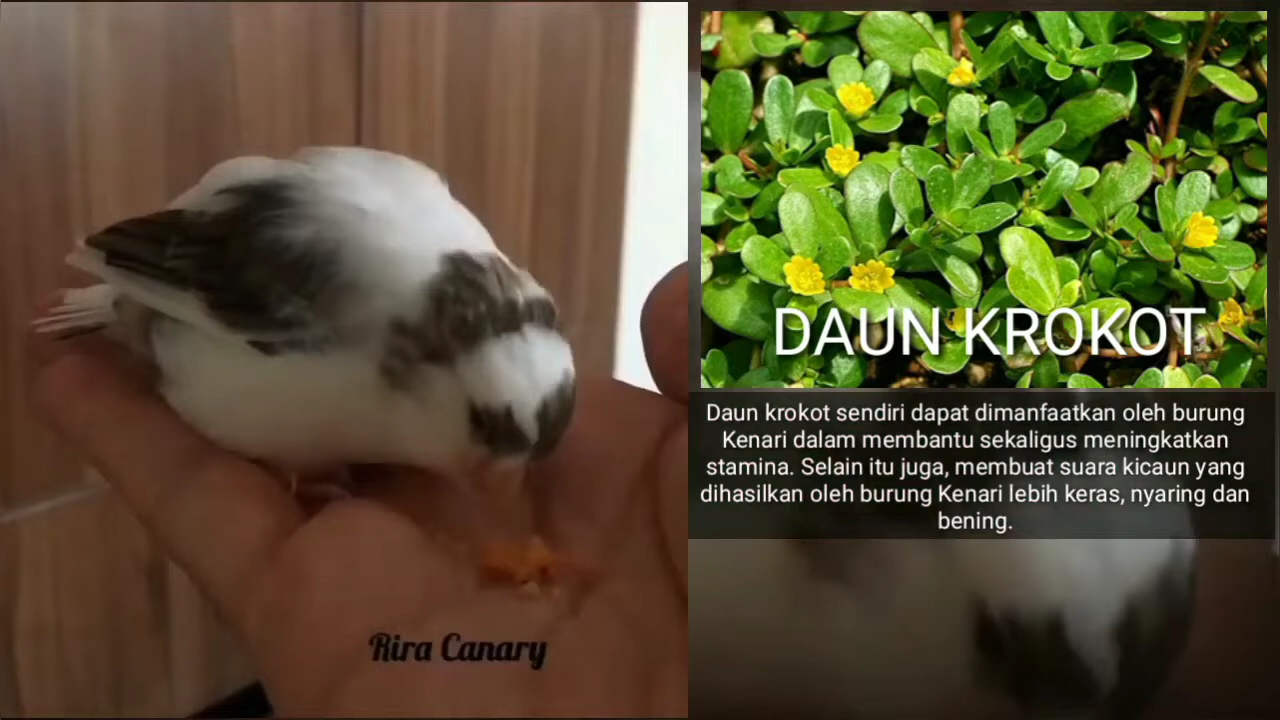 Rira Canary
DAUN KROKOT
Daun krokot sendiri dapat dimanfaatkan oleh burung
Kenari dalam membantu sekaligus meningkatkan
stamina. Selain itu juga, membuat suara kicaun yang
dihasilkan oleh burung Kenari lebih keras, nyaring dan
bening.